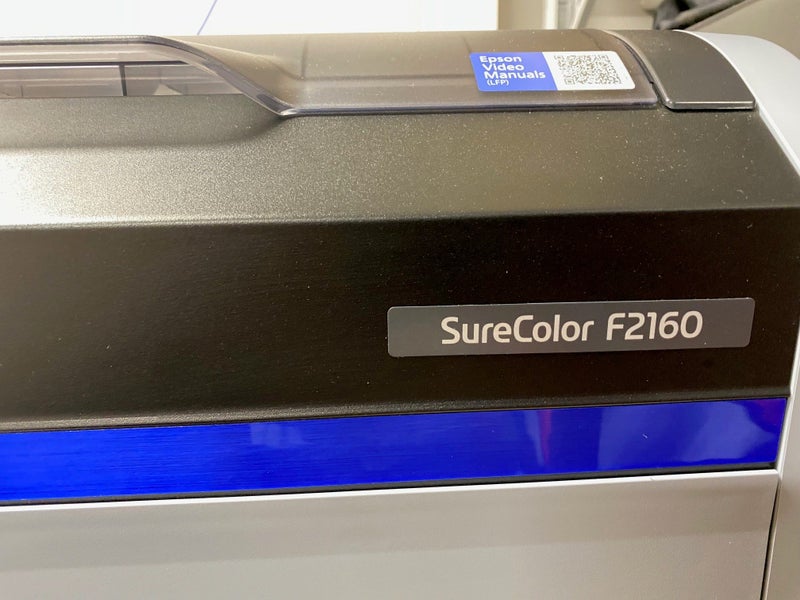 Epson
Video
Manuals
(LFP)
SureColor F2160